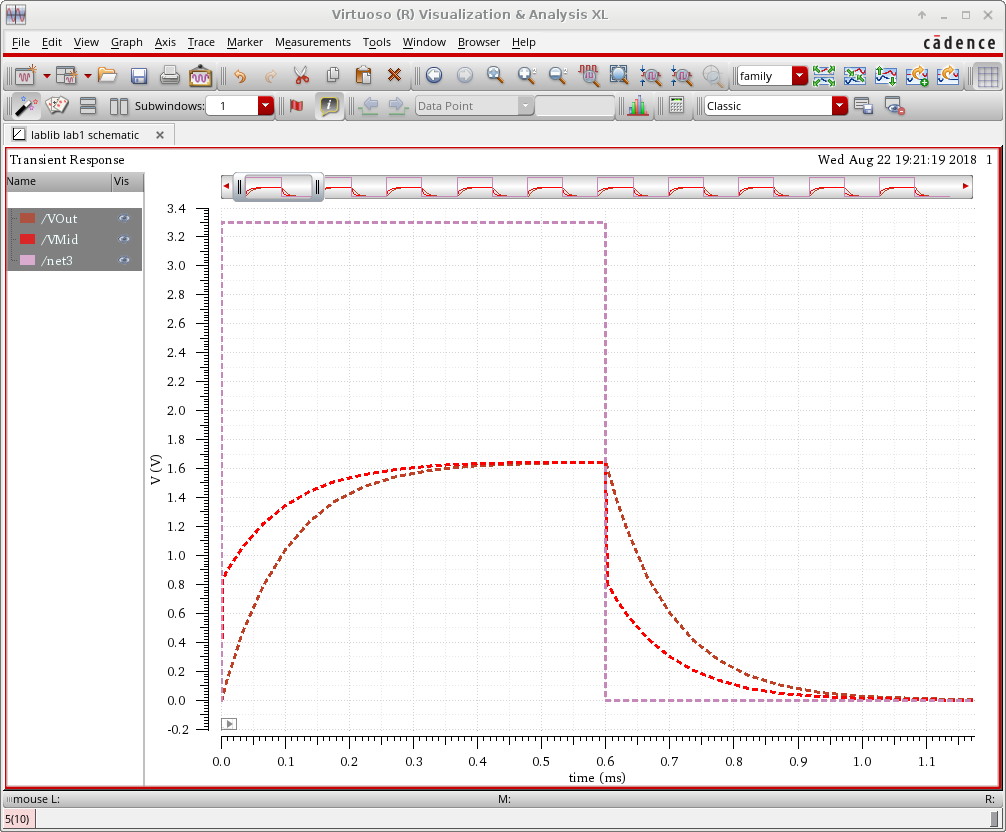 Virtuoso (R) Visualization & Analysis XL
File Edit View Graph Axis Trace Marker Measurements Tools Window Browser Help
cādence
family
Subwindows: 1
Data Point
Classic
lablib lab1 schematic
Transient Response
Wed Aug 22 19:21:19 2018 1
Name Vis
/VOut
/VMid
/net3
3.4
3.2
3.0
2.8
2.6
2.4
2.2
2.0
1.8
1.6
1.4
1.2
1.0
0.8
0.6
0.4
0.2
0.0
-0.2
V (V)
0.0 0.1 0.2 0.3 0.4 0.5 0.6 0.7 0.8 0.9 1.0 1.1
time (ms)
mouse L: M: R:
5(10)